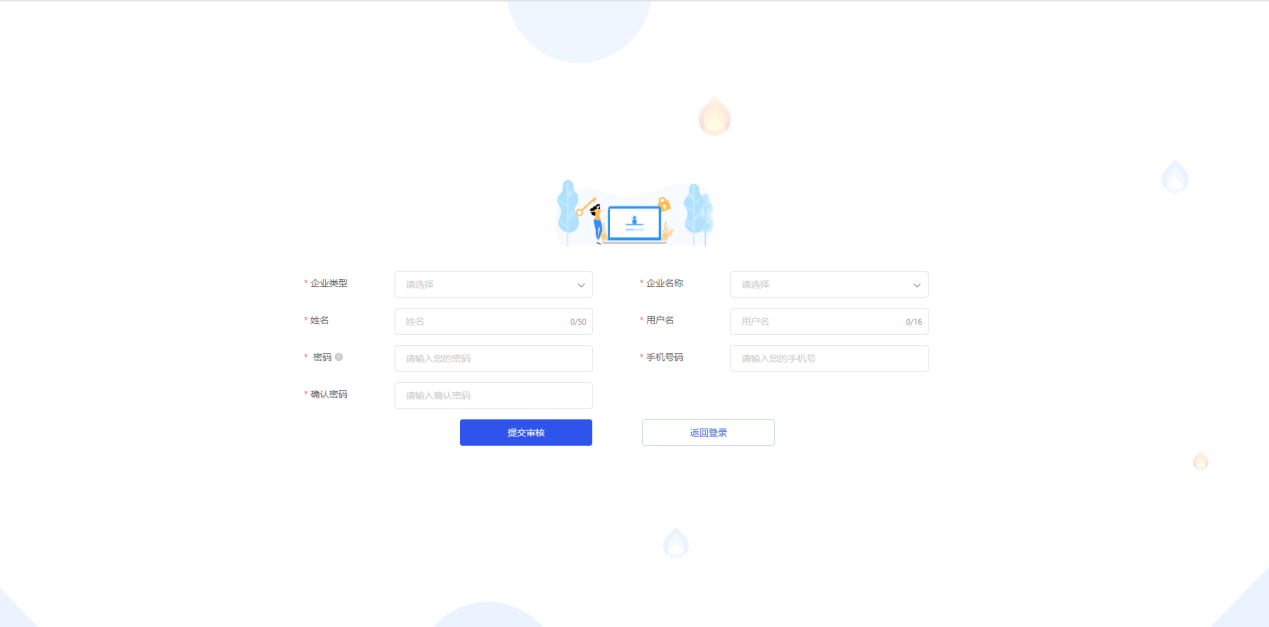 * 企业类型 请选择 * 企业名称 请选择
* 姓名 姓名 0/50 * 用户名 用户名 0/16
* 密码 请输入您的密码 * 手机号码 请输入您的手机号
* 确认密码 请输入确认密码
提交审核 返回登录